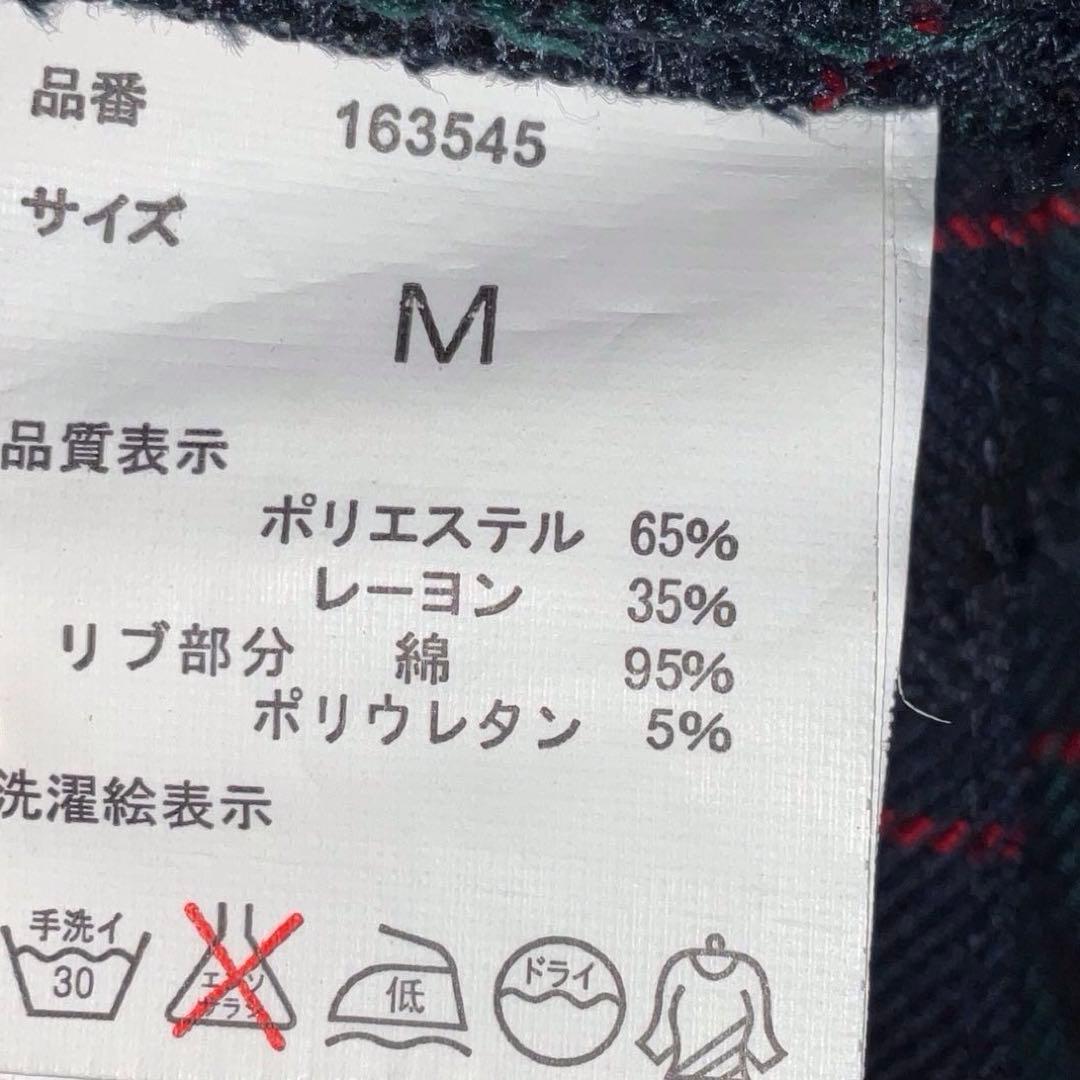 品番 163545
サイズ
M
品質表示
ポリエステル 65%
レーヨン 35%
リブ部分 綿 95%
ポリウレタン 5%
洗濯絵表示
手洗イ 30
エンソ サラシ
低
ドライ